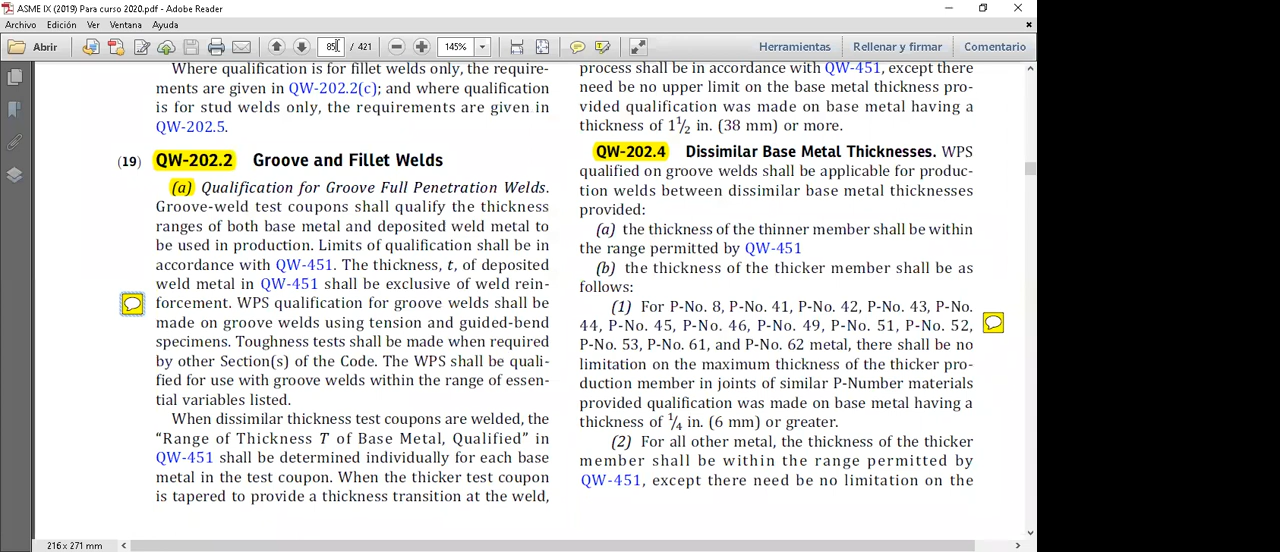 ASME IX (2019) Para curso 2020.pdf - Adobe Reader
Archivo Edición Ver Ventana Ayuda
Abrir 85 / 421 145% Herramientas Rellenar y firmar Comentario
Where qualification is for fillet welds only, the require-
ments are given in QW-202.2(c); and where qualification
is for stud welds only, the requirements are given in
QW-202.5.
(19) QW-202.2 Groove and Fillet Welds
(a) Qualification for Groove Full Penetration Welds.
Groove-weld test coupons shall qualify the thickness
ranges of both base metal and deposited weld metal to
be used in production. Limits of qualification shall be in
accordance with QW-451. The thickness, t, of deposited
weld metal in QW-451 shall be exclusive of weld rein-
forcement. WPS qualification for groove welds shall be
made on groove welds using tension and guided-bend
specimens. Toughness tests shall be made when required
by other Section(s) of the Code. The WPS shall be quali-
fied for use with groove welds within the range of essen-
tial variables listed.
When dissimilar thickness test coupons are welded, the
“Range of Thickness T of Base Metal, Qualified” in
QW-451 shall be determined individually for each base
metal in the test coupon. When the thicker test coupon
is tapered to provide a thickness transition at the weld,
process shall be in accordance with QW-451, except there
need be no upper limit on the base metal thickness pro-
vided qualification was made on base metal having a
thickness of 1 1/2 in. (38 mm) or more.
QW-202.4 Dissimilar Base Metal Thicknesses. WPS
qualified on groove welds shall be applicable for produc-
tion welds between dissimilar base metal thicknesses
provided:
(a) the thickness of the thinner member shall be within
the range permitted by QW-451
(b) the thickness of the thicker member shall be as
follows:
(1) For P-No. 8, P-No. 41, P-No. 42, P-No. 43, P-No.
44, P-No. 45, P-No. 46, P-No. 49, P-No. 51, P-No. 52,
P-No. 53, P-No. 61, and P-No. 62 metal, there shall be no
limitation on the maximum thickness of the thicker pro-
duction member in joints of similar P-Number materials
provided qualification was made on base metal having a
thickness of 1/4 in. (6 mm) or greater.
(2) For all other metal, the thickness of the thicker
member shall be within the range permitted by
QW-451, except there need be no limitation on the
216 x 271 mm